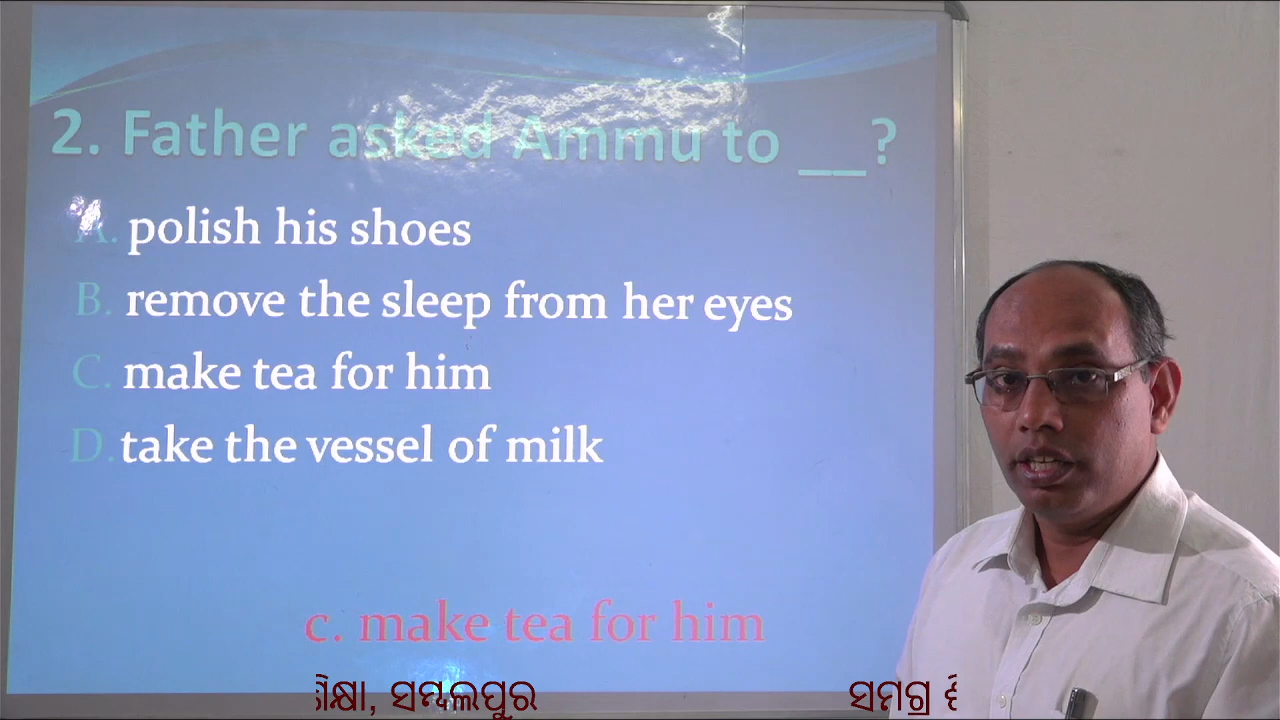 2. Father asked Ammu to __?
A. polish his shoes
B. remove the sleep from her eyes
C. make tea for him
D. take the vessel of milk
c. make tea for him
ସମ୍ବଲପୁର ସମଗ୍ର